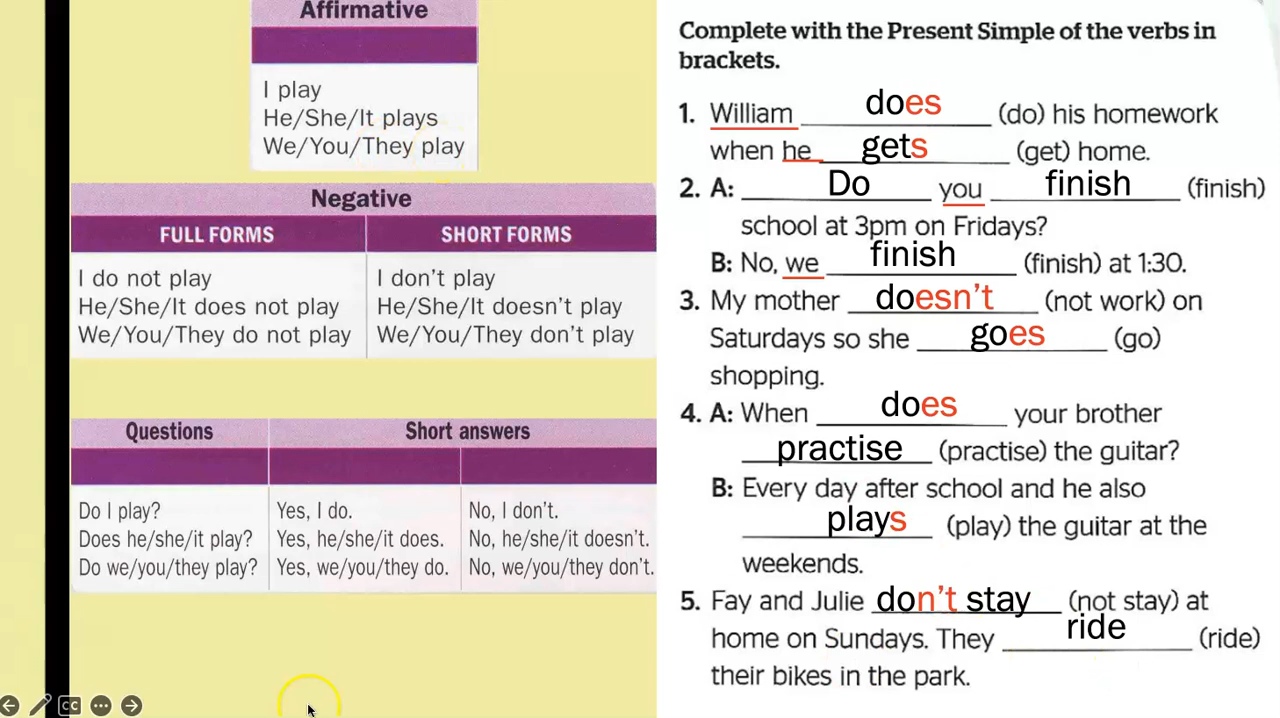 Affirmative
I play
He/She/It plays
We/You/They play
Negative
FULL FORMS SHORT FORMS
I do not play I don't play
He/She/It does not play He/She/It doesn't play
We/You/They do not play We/You/They don't play
Questions Short answers
Do I play? Yes, I do. No, I don't.
Does he/she/it play? Yes, he/she/it does. No, he/she/it doesn't.
Do we/you/they play? Yes, we/you/they do. No, we/you/they don't.
CC
Complete with the Present Simple of the verbs in
brackets.
1. William does (do) his homework
when he gets (get) home.
2. A: Do you finish (finish)
school at 3pm on Fridays?
B: No, we finish (finish) at 1:30.
3. My mother doesn't (not work) on
Saturdays so she goes (go)
shopping.
4. A: When does your brother
practise (practise) the guitar?
B: Every day after school and he also
plays (play) the guitar at the
weekends.
5. Fay and Julie don't stay (not stay) at
home on Sundays. They ride (ride)
their bikes in the park.